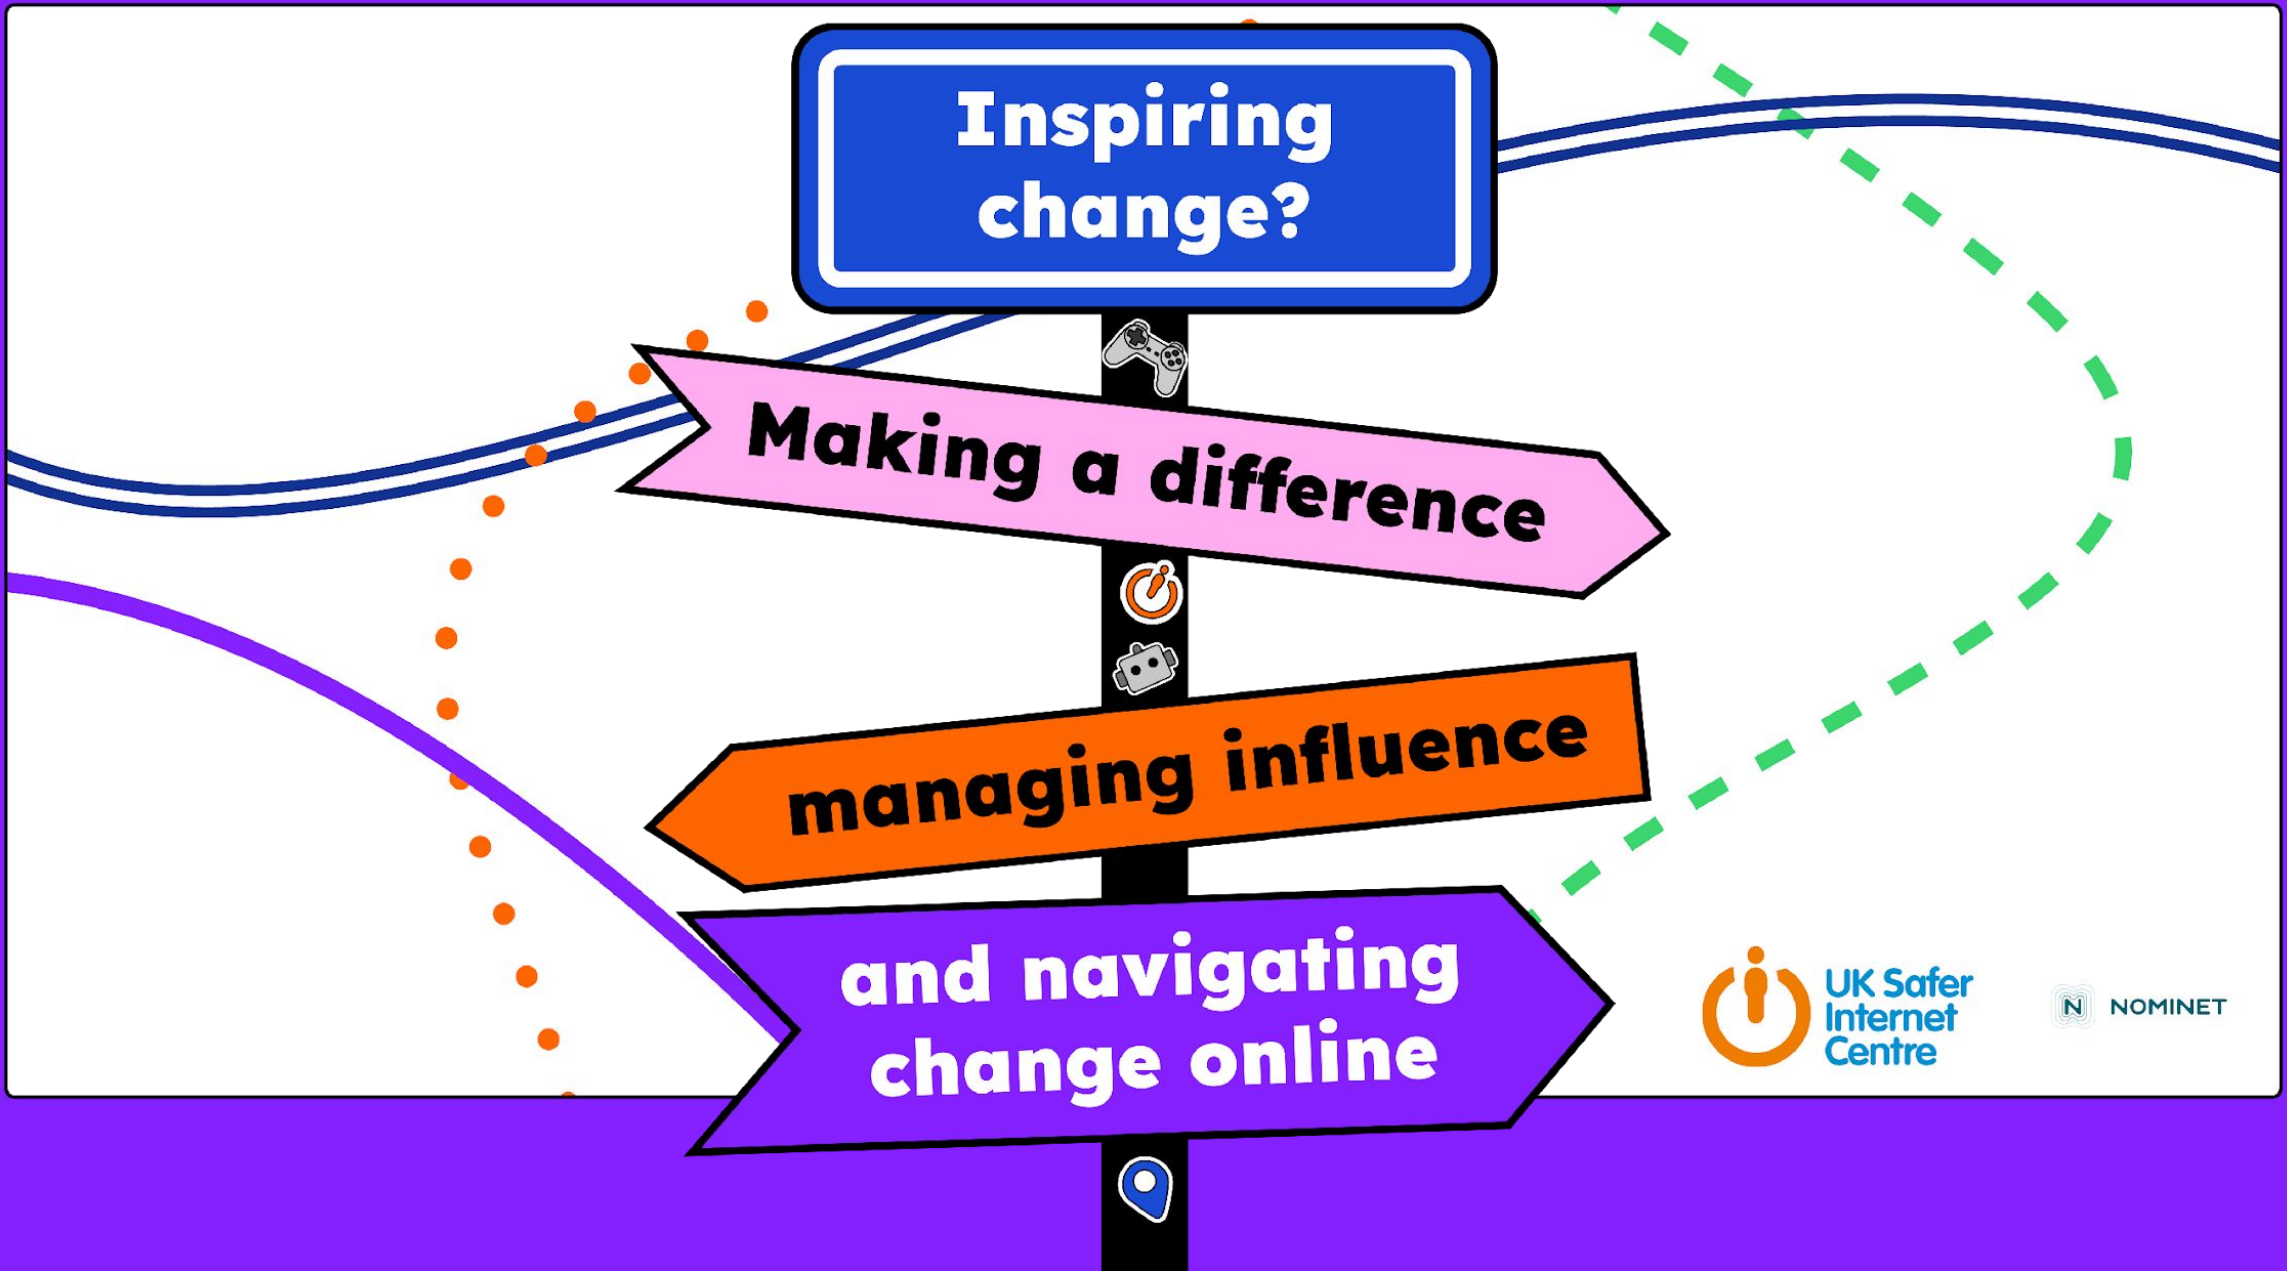 Inspiring
change?
Making a difference
managing influence
and navigating
change online
UK Safer
Internet
Centre
N NOMINET